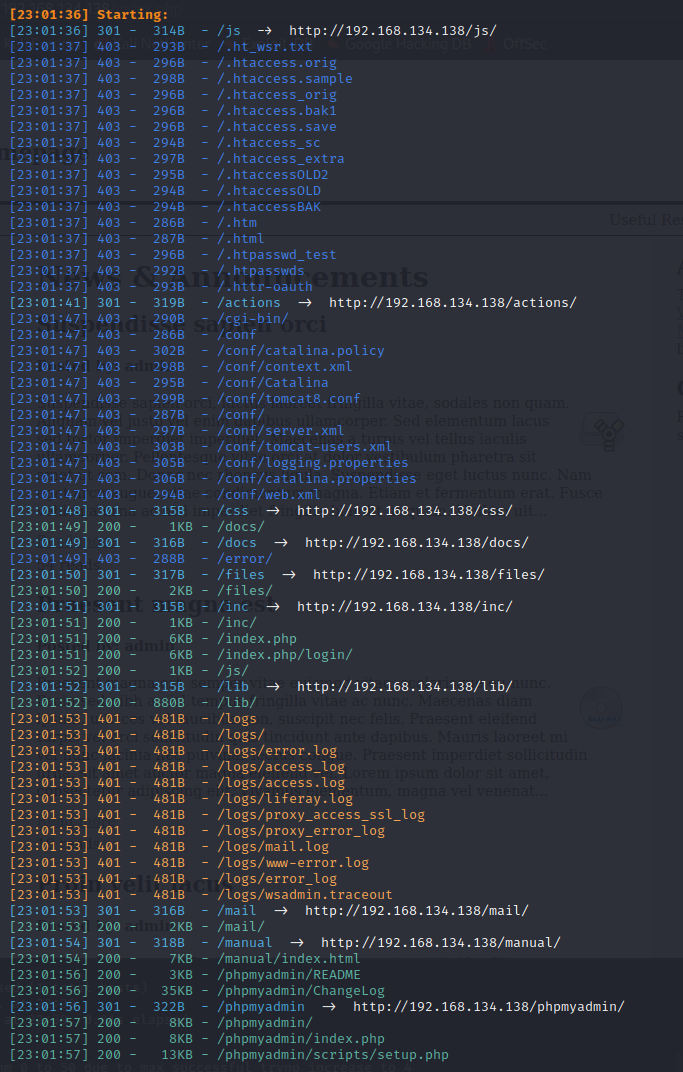 [23:01:36] Starting:
[23:01:36] 301 - 314B - /js -> http://192.168.134.138/js/
[23:01:37] 403 - 293B - /.ht_wsr.txt
[23:01:37] 403 - 296B - /.htaccess.orig
[23:01:37] 403 - 298B - /.htaccess.sample
[23:01:37] 403 - 296B - /.htaccess_orig
[23:01:37] 403 - 296B - /.htaccess.bak1
[23:01:37] 403 - 296B - /.htaccess.save
[23:01:37] 403 - 294B - /.htaccess_sc
[23:01:37] 403 - 297B - /.htaccess_extra
[23:01:37] 403 - 295B - /.htaccessOLD2
[23:01:37] 403 - 294B - /.htaccessOLD
[23:01:37] 403 - 294B - /.htaccessBAK
[23:01:37] 403 - 286B - /.htm
[23:01:37] 403 - 287B - /.html
[23:01:37] 403 - 296B - /.htpasswd_test
[23:01:37] 403 - 292B - /.htpasswds
[23:01:37] 403 - 293B - /.httr-oauth
[23:01:41] 301 - 319B - /actions -> http://192.168.134.138/actions/
[23:01:46] 403 - 290B - /cgi-bin/
[23:01:47] 403 - 286B - /conf
[23:01:47] 403 - 302B - /conf/catalina.policy
[23:01:47] 403 - 298B - /conf/context.xml
[23:01:47] 403 - 295B - /conf/Catalina
[23:01:47] 403 - 299B - /conf/tomcat8.conf
[23:01:47] 403 - 287B - /conf/
[23:01:47] 403 - 297B - /conf/server.xml
[23:01:47] 403 - 303B - /conf/tomcat-users.xml
[23:01:47] 403 - 305B - /conf/logging.properties
[23:01:47] 403 - 306B - /conf/catalina.properties
[23:01:47] 403 - 294B - /conf/web.xml
[23:01:48] 301 - 315B - /css -> http://192.168.134.138/css/
[23:01:49] 200 - 1KB - /docs/
[23:01:49] 301 - 316B - /docs -> http://192.168.134.138/docs/
[23:01:49] 403 - 288B - /error/
[23:01:50] 301 - 317B - /files -> http://192.168.134.138/files/
[23:01:50] 200 - 2KB - /files/
[23:01:51] 301 - 315B - /inc -> http://192.168.134.138/inc/
[23:01:51] 200 - 1KB - /inc/
[23:01:51] 200 - 6KB - /index.php
[23:01:51] 200 - 6KB - /index.php/login/
[23:01:52] 200 - 1KB - /js/
[23:01:52] 301 - 315B - /lib -> http://192.168.134.138/lib/
[23:01:52] 200 - 880B - /lib/
[23:01:53] 401 - 481B - /logs
[23:01:53] 401 - 481B - /logs/
[23:01:53] 401 - 481B - /logs/error.log
[23:01:53] 401 - 481B - /logs/access_log
[23:01:53] 401 - 481B - /logs/access.log
[23:01:53] 401 - 481B - /logs/liferay.log
[23:01:53] 401 - 481B - /logs/proxy_access_ssl_log
[23:01:53] 401 - 481B - /logs/proxy_error_log
[23:01:53] 401 - 481B - /logs/mail.log
[23:01:53] 401 - 481B - /logs/www-error.log
[23:01:53] 401 - 481B - /logs/error_log
[23:01:53] 401 - 481B - /logs/wsadmin.traceout
[23:01:53] 301 - 316B - /mail -> http://192.168.134.138/mail/
[23:01:53] 200 - 2KB - /mail/
[23:01:54] 301 - 318B - /manual -> http://192.168.134.138/manual/
[23:01:54] 200 - 7KB - /manual/index.html
[23:01:56] 200 - 3KB - /phpmyadmin/README
[23:01:56] 200 - 35KB - /phpmyadmin/ChangeLog
[23:01:56] 301 - 322B - /phpmyadmin -> http://192.168.134.138/phpmyadmin/
[23:01:57] 200 - 8KB - /phpmyadmin/
[23:01:57] 200 - 8KB - /phpmyadmin/index.php
[23:01:57] 200 - 13KB - /phpmyadmin/scripts/setup.php